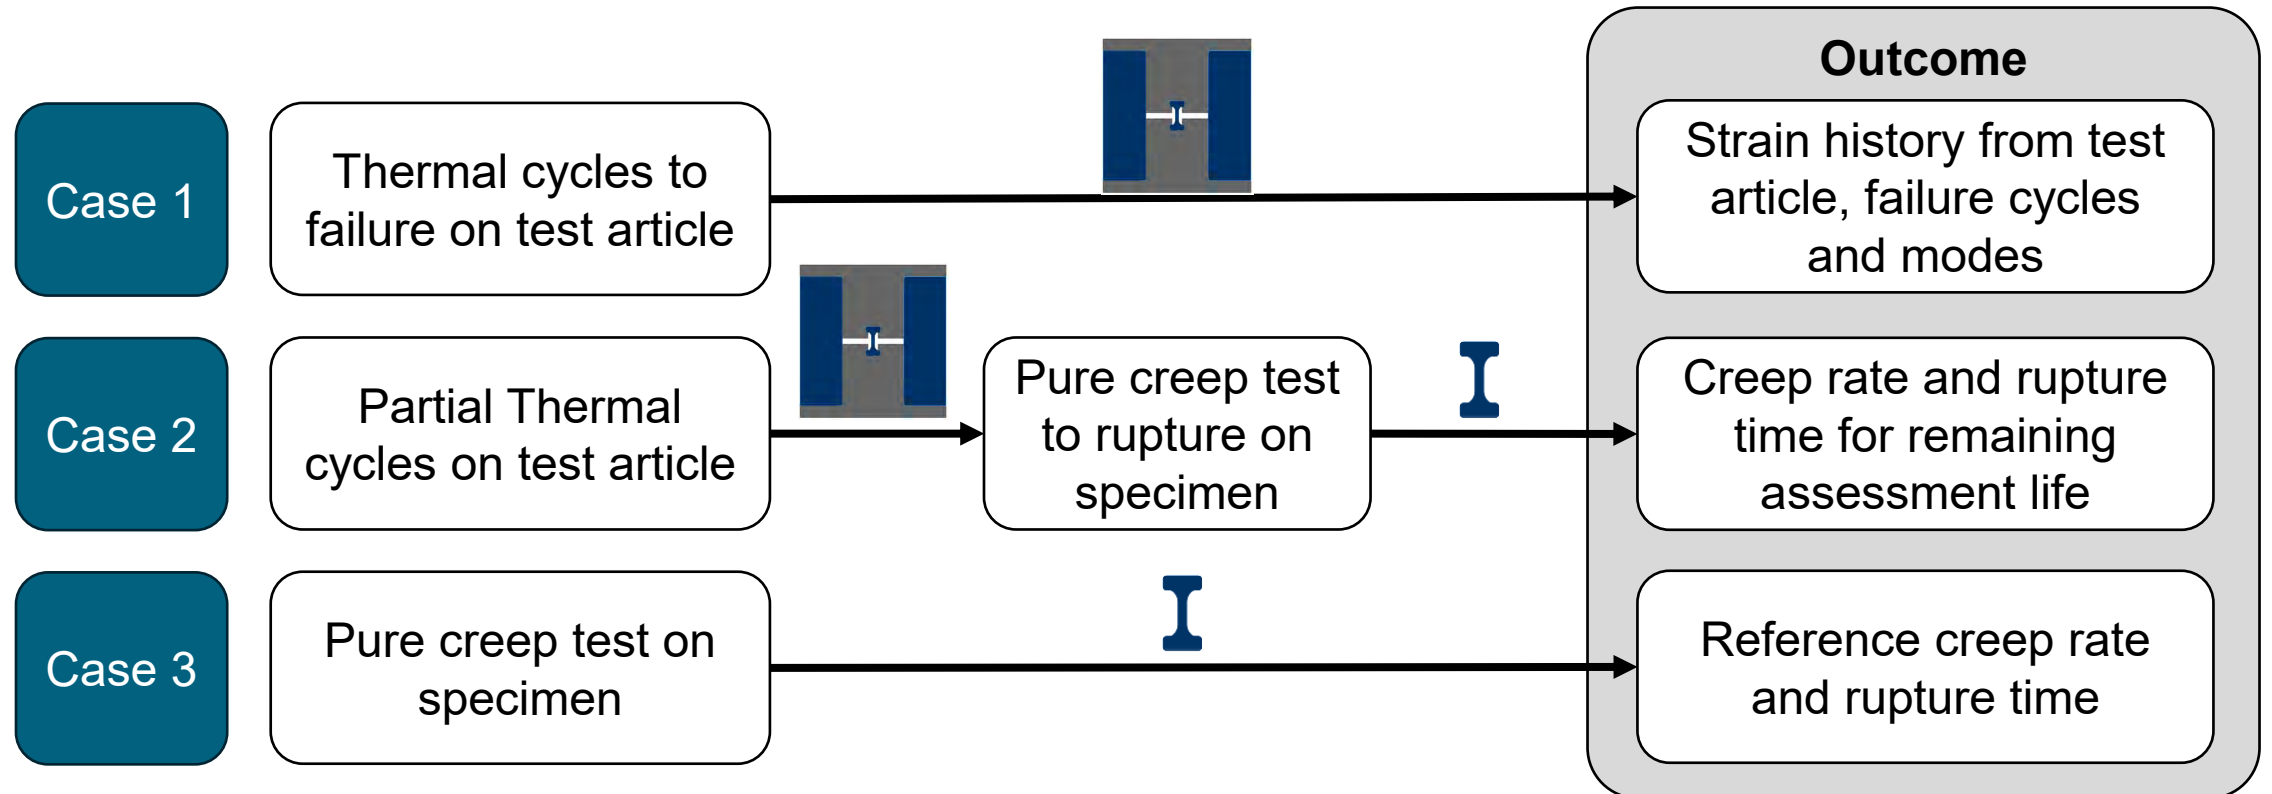 Outcome
Case 1
Thermal cycles to
failure on test article
Strain history from test
article, failure cycles
and modes
Case 2
Partial Thermal
cycles on test article
Pure creep test
to rupture on
specimen
Creep rate and rupture
time for remaining
assessment life
Case 3
Pure creep test on
specimen
Reference creep rate
and rupture time